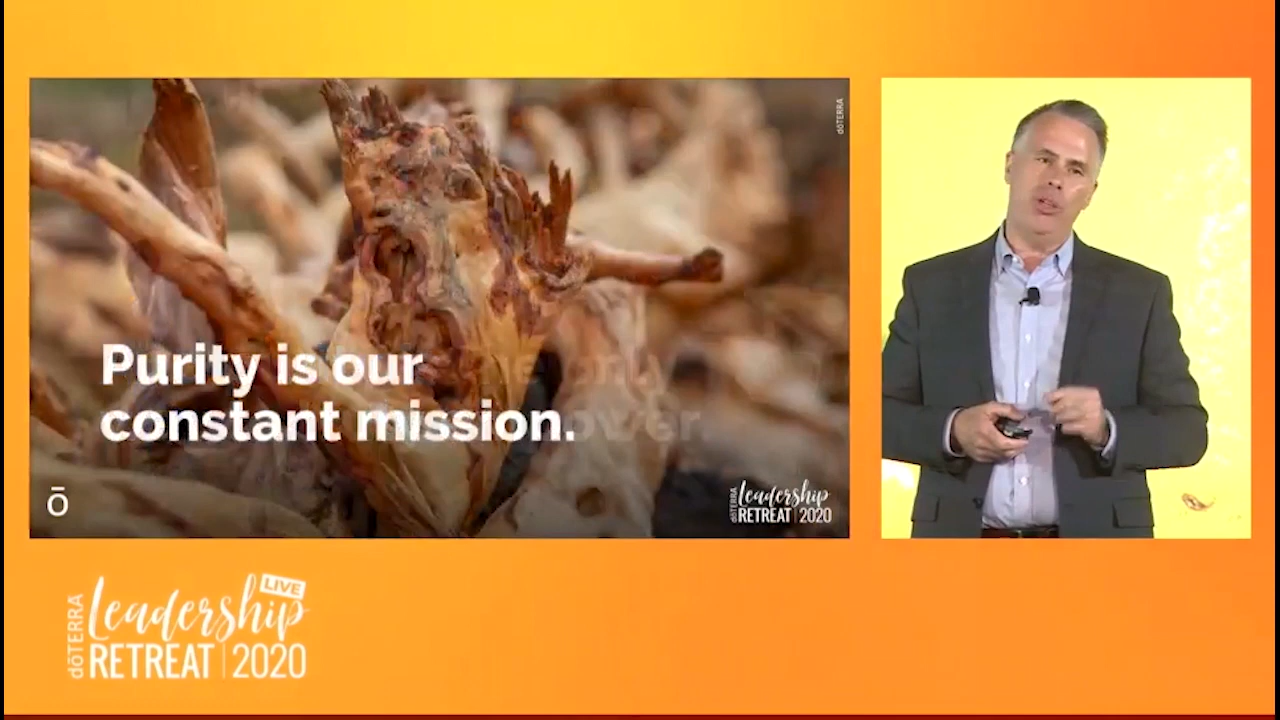 dōTERRA
Purity is our
constant mission.
Ō
dōTERRA
Leadership
RETREAT | 2020
LIVE
dōTERRA
Leadership
RETREAT | 2020